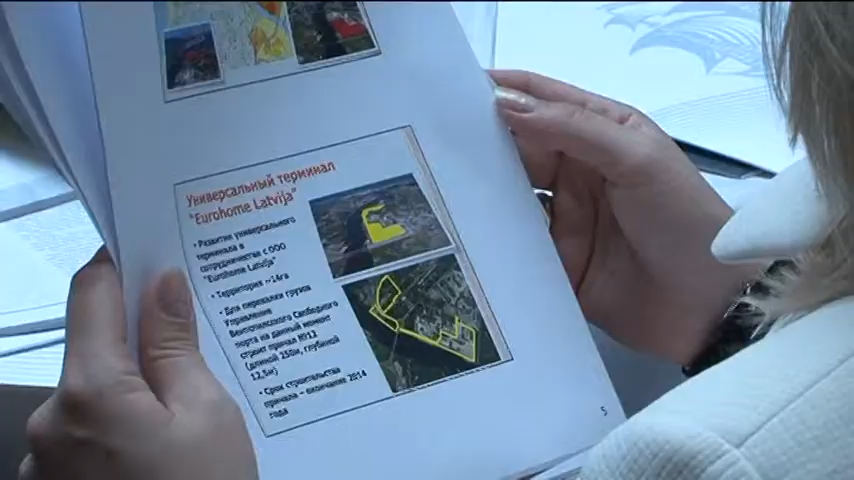 Универсальный терминал
"Eurohome Latvija"
• Развитие универсального
терминала в
сотрудничестве с ООО
"Eurohome Latvija"
• Территория ~14га
• Для перевалки грузов
Управление
Вентспилсского Свободного
порта на данный момент
строит причал №12
(длиной 250м, глубиной
12,5м)
• Срок строительства
причала – окончание 2014
года
5